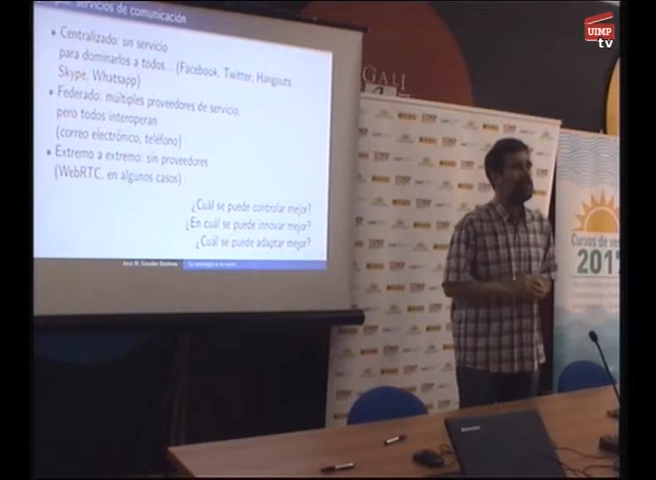 servicios de comunicación
• Centralizado: un servicio
para dominarlos a todos... (Facebook, Twitter, Hangouts,
Skype, Whatsapp)
• Federado: múltiples proveedores de servicio,
pero todos interoperan
(correo electrónico, teléfono)
• Extremo a extremo: sin proveedores
(WebRTC, en algunos casos)
¿Cuál se puede controlar mejor?
¿En cuál se puede innovar mejor?
¿Cuál se puede adaptar mejor?
UIMP
tv
Cursos de
2017